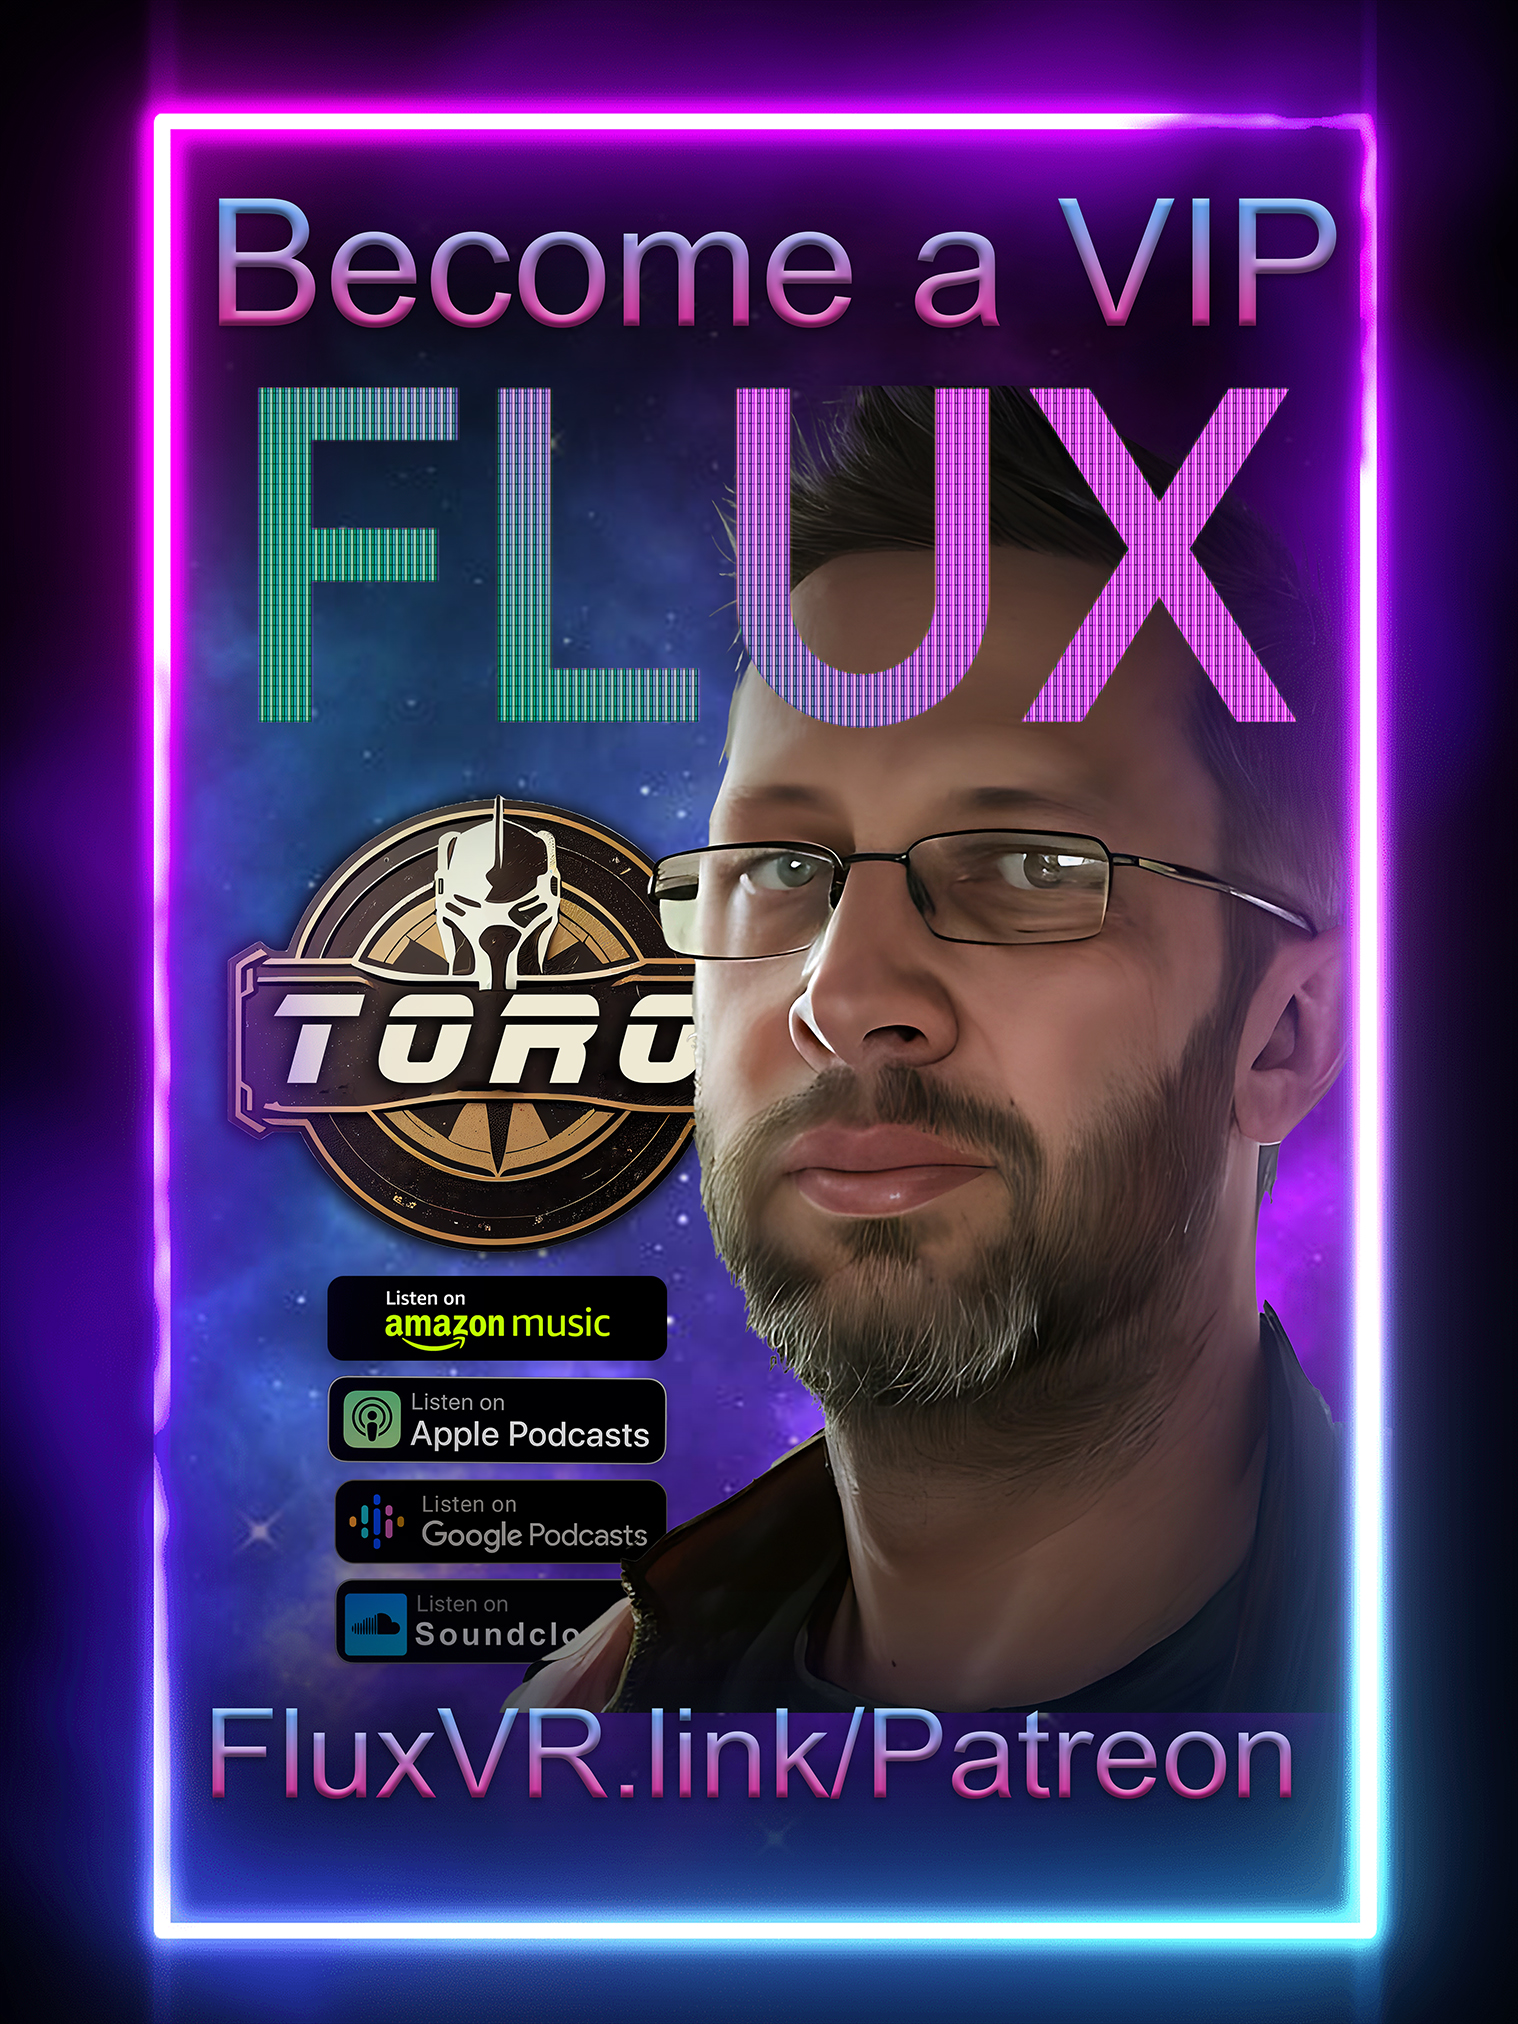 Become a VIP
FLUX
TORO
Listen on
amazon music
Listen on
Apple Podcasts
Listen on
Google Podcasts
Listen on
Soundclo
FluxVR.link/Patreon